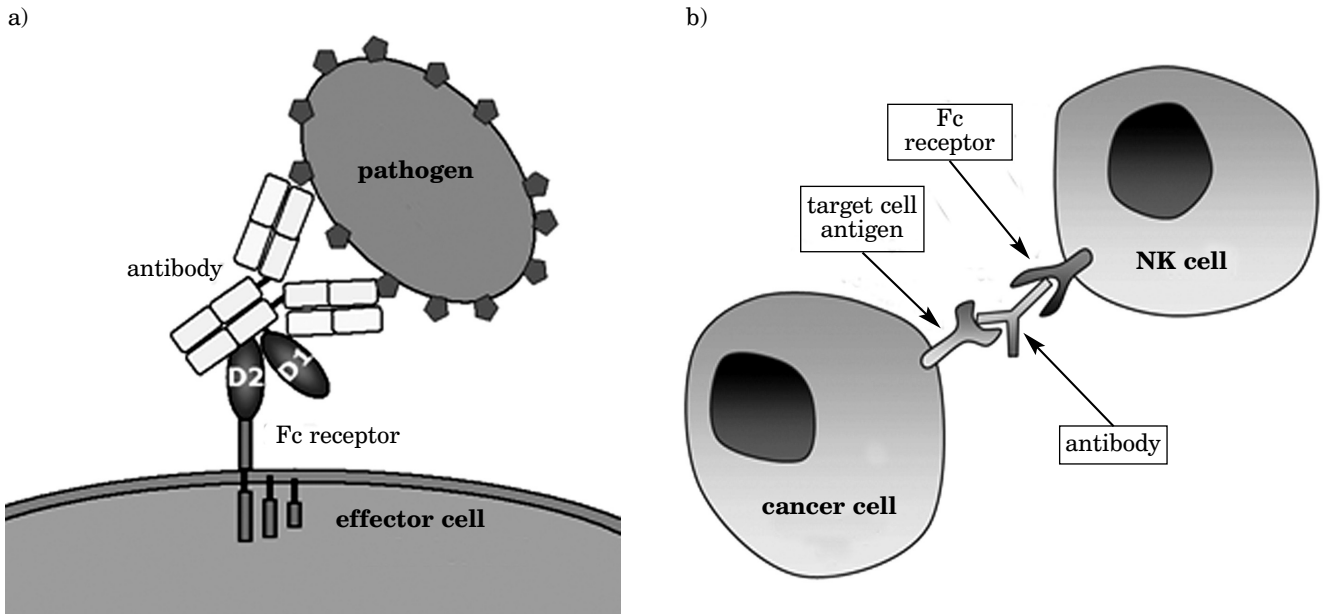 a)
pathogen
antibody
D2
D1
Fc receptor
effector cell
b)
Fc
receptor
target cell
antigen
NK cell
antibody
cancer cell